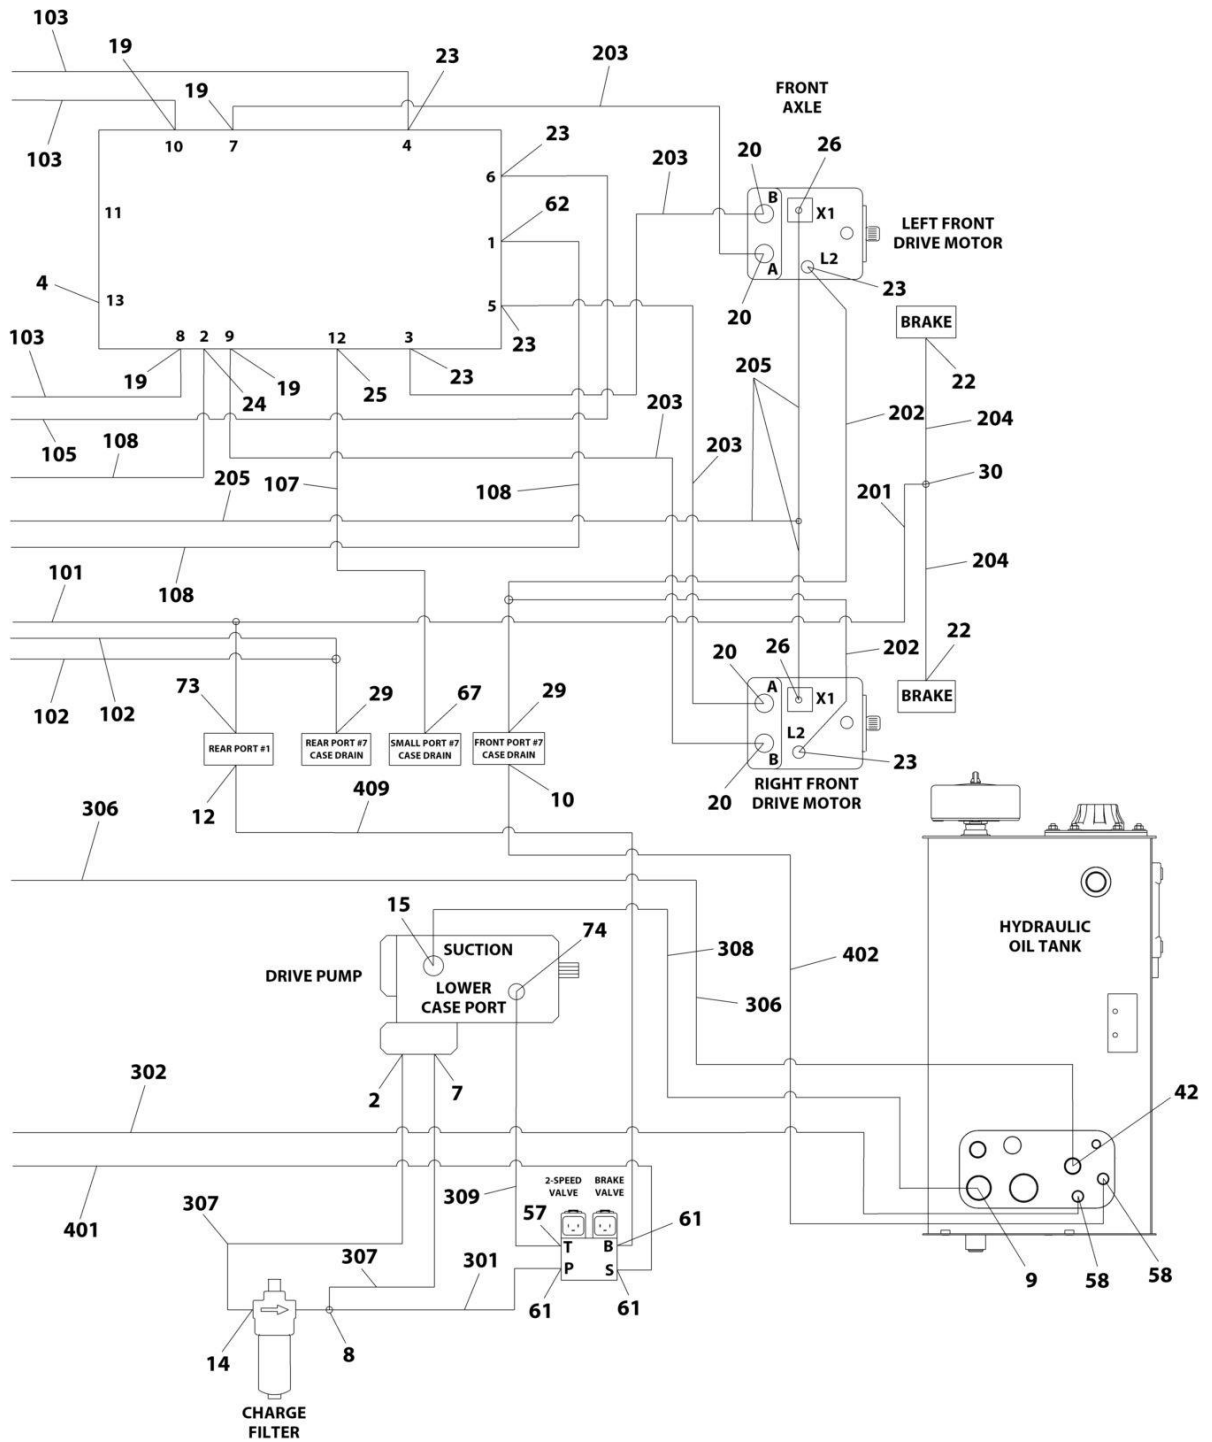 103
19
23
203
FRONT
AXLE
19
103
10
7
4
23
203
20
26
6
B
X1
11
62
LEFT FRONT
DRIVE MOTOR
1
L2
A
4
13
5
23
20
BRAKE
103
8
2
9
12
3
23
19
19
23
205
22
24
25
203
202
204
105
108
203
205
107
108
201
30
101
108
204
20
26
202
22
73
102
102
29
67
29
A
X1
BRAKE
REAR PORT #1
REAR PORT #7
CASE DRAIN
SMALL PORT #7
CASE DRAIN
FRONT PORT #7
CASE DRAIN
L2
B
23
RIGHT FRONT
DRIVE MOTOR
20
306
12
409
10
15
74
HYDRAULIC
OIL TANK
SUCTION
308
402
DRIVE PUMP
LOWER
CASE PORT
306
302
2
7
42
2-SPEED
VALVE
BRAKE
VALVE
309
307
401
57
61
T
B
307
301
P
S
9
58
58
61
61
14
8
CHARGE
FILTER